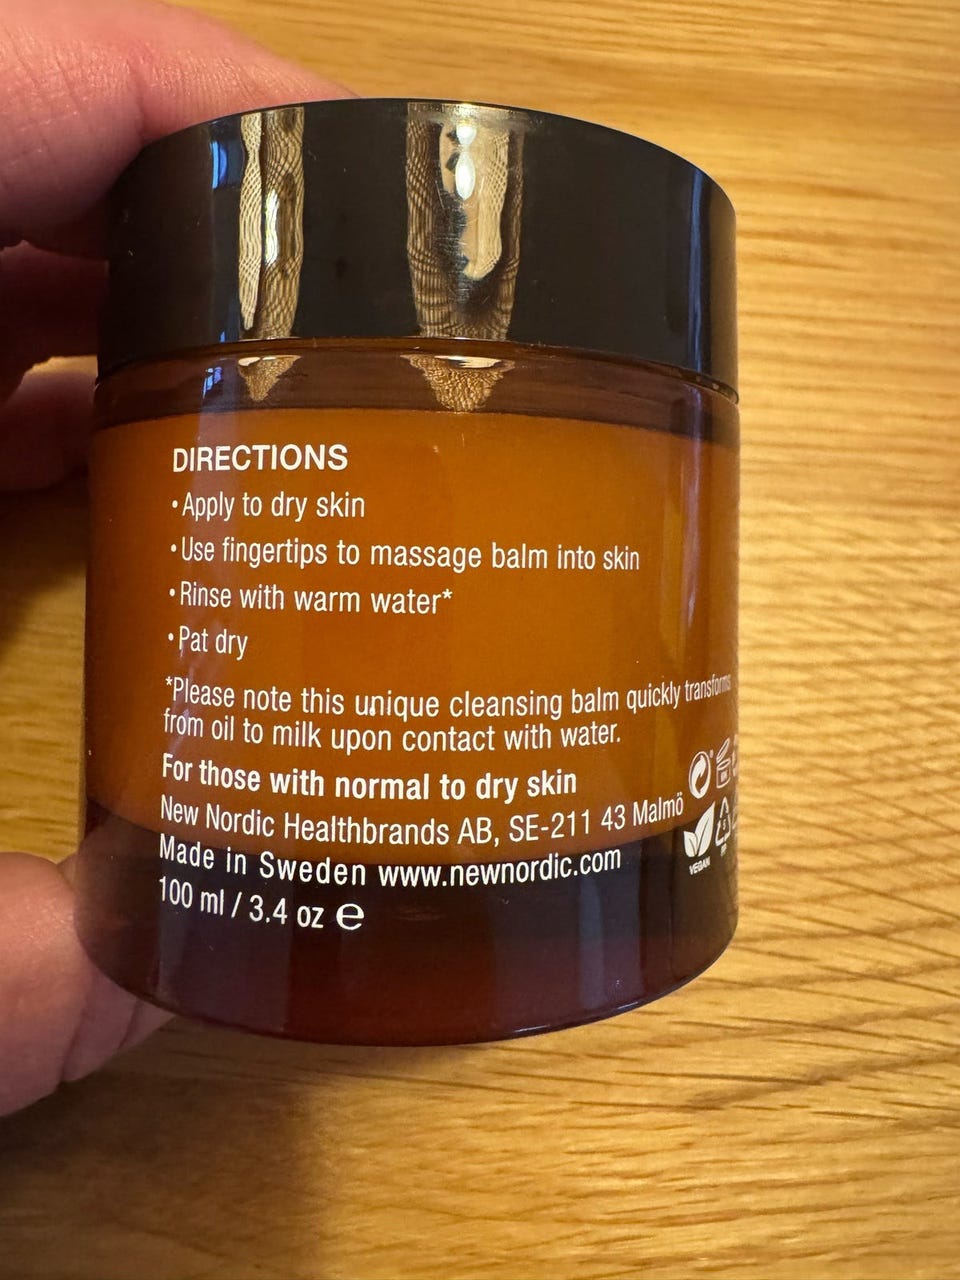 DIRECTIONS
•Apply to dry skin
•Use fingertips to massage balm into skin
•Rinse with warm water*
•Pat dry
*Please note this unique cleansing balm quickly transforms
from oil to milk upon contact with water.
For those with normal to dry skin
New Nordic Healthbrands AB, SE-211 43 Malmö
Made in Sweden www.newnordic.com
100 ml / 3.4 oz ℮
VEGAN